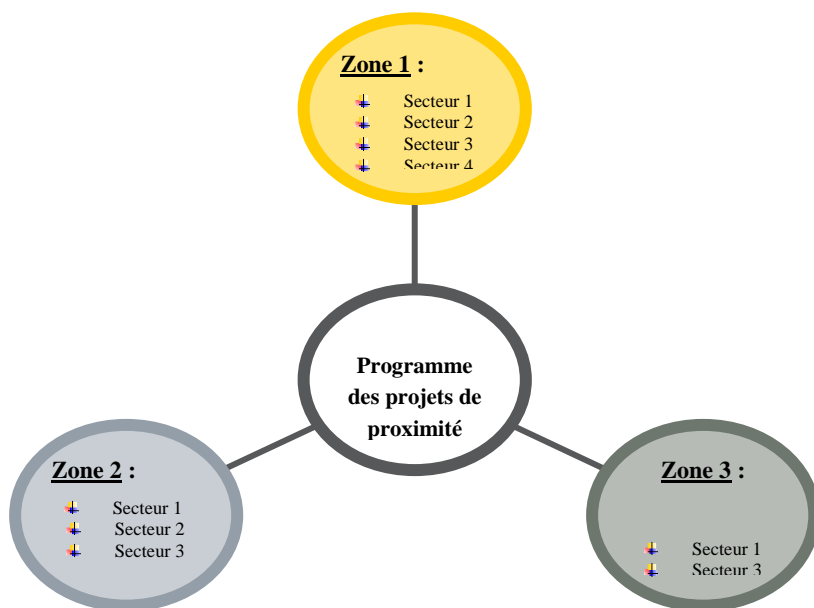 Zone 1 :
Secteur 1
Secteur 2
Secteur 3
Secteur 4
Programme
des projets de
proximité
Zone 2 :
Secteur 1
Secteur 2
Secteur 3
Zone 3 :
Secteur 1
Secteur 3